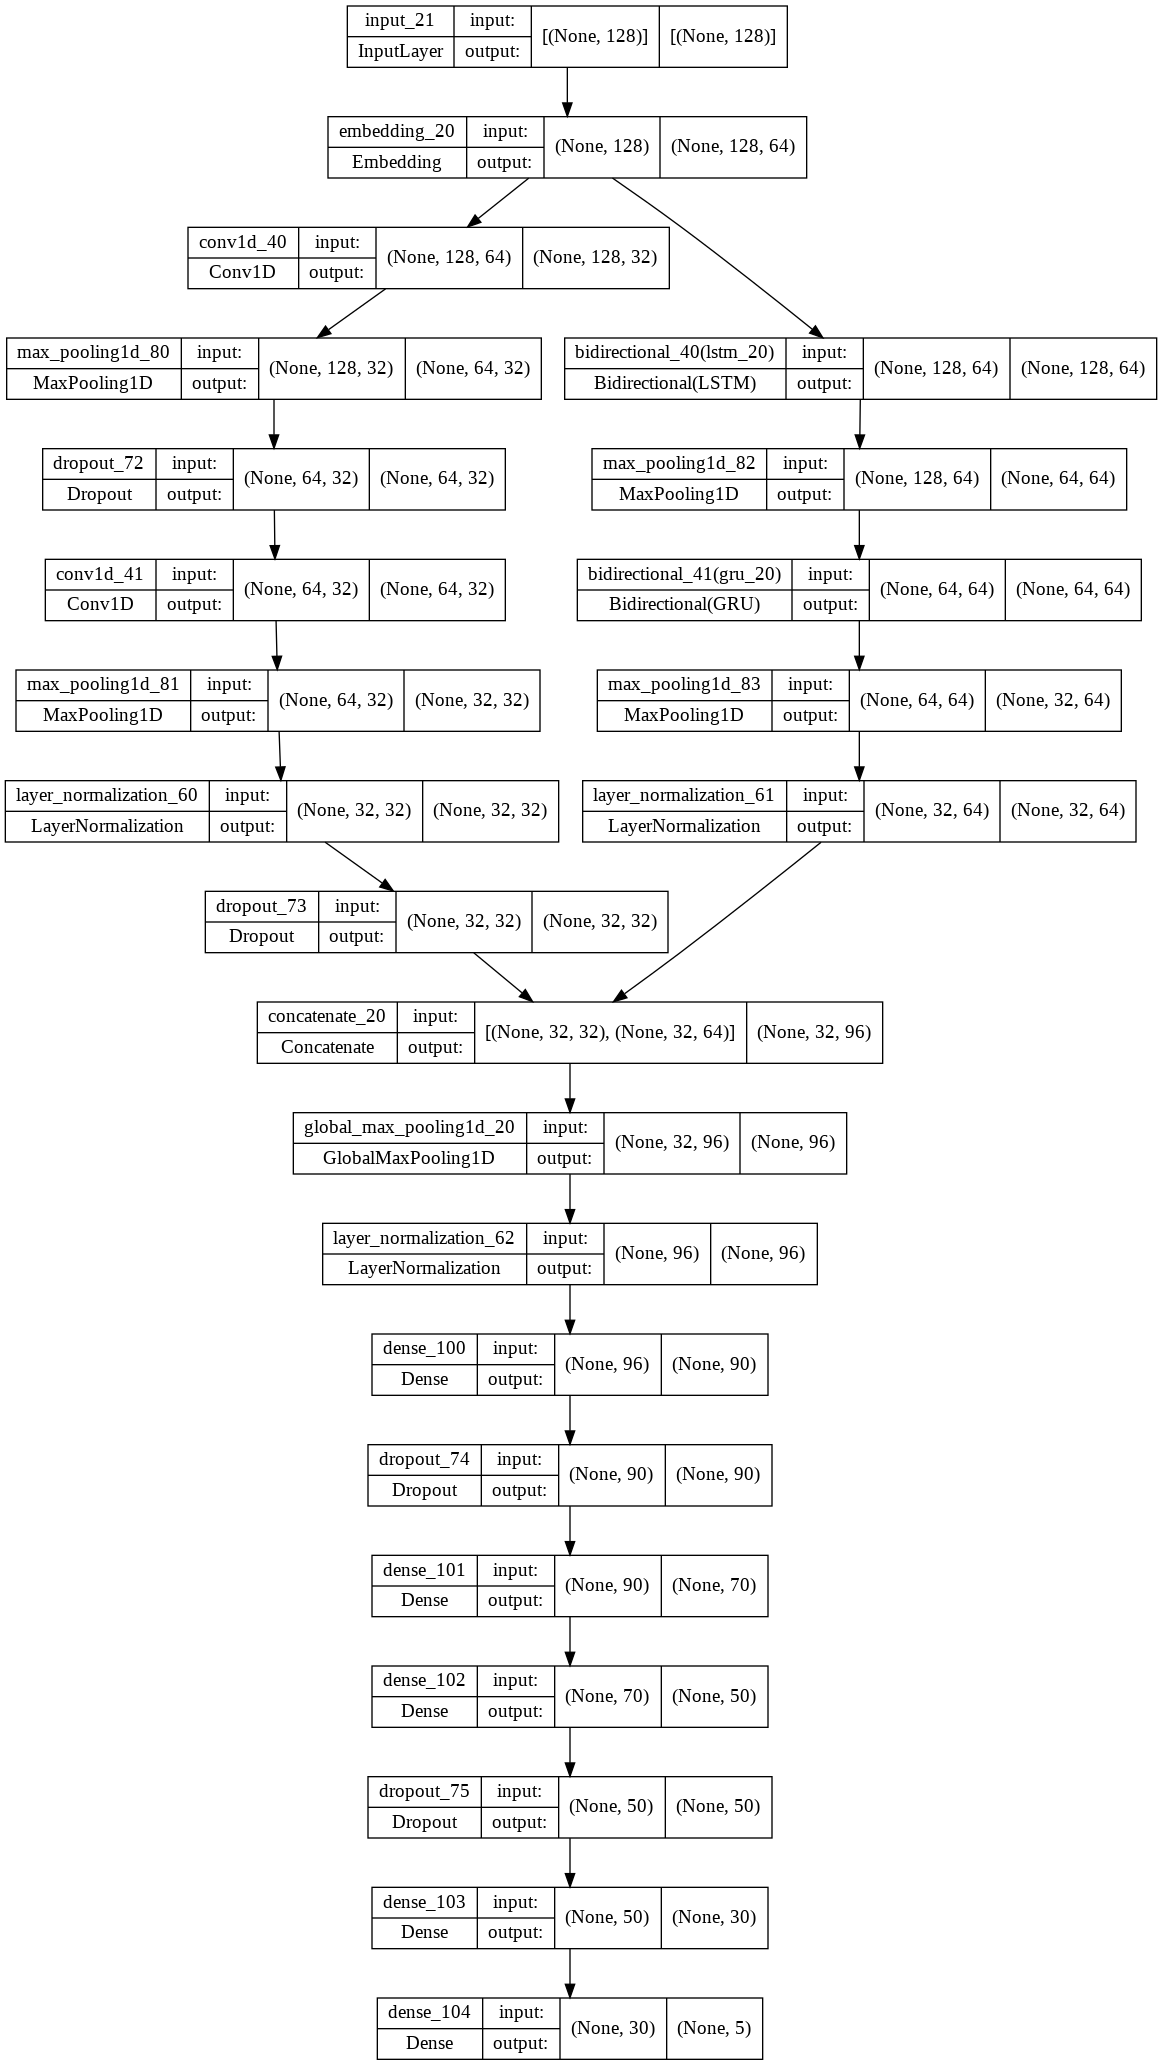 input_21 input: [(None, 128)] [(None, 128)]
InputLayer output:
embedding_20 input: (None, 128) (None, 128, 64)
Embedding output:
conv1d_40 input: (None, 128, 64) (None, 128, 32)
Conv1D output:
max_pooling1d_80 input: (None, 128, 32) (None, 64, 32)
MaxPooling1D output:
bidirectional_40(lstm_20) input: (None, 128, 64) (None, 128, 64)
Bidirectional(LSTM) output:
dropout_72 input: (None, 64, 32) (None, 64, 32)
Dropout output:
max_pooling1d_82 input: (None, 128, 64) (None, 64, 64)
MaxPooling1D output:
conv1d_41 input: (None, 64, 32) (None, 64, 32)
Conv1D output:
bidirectional_41(gru_20) input: (None, 64, 64) (None, 64, 64)
Bidirectional(GRU) output:
max_pooling1d_81 input: (None, 64, 32) (None, 32, 32)
MaxPooling1D output:
max_pooling1d_83 input: (None, 64, 64) (None, 32, 64)
MaxPooling1D output:
layer_normalization_60 input: (None, 32, 32) (None, 32, 32)
LayerNormalization output:
layer_normalization_61 input: (None, 32, 64) (None, 32, 64)
LayerNormalization output:
dropout_73 input: (None, 32, 32) (None, 32, 32)
Dropout output:
concatenate_20 input: [(None, 32, 32), (None, 32, 64)] (None, 32, 96)
Concatenate output:
global_max_pooling1d_20 input: (None, 32, 96) (None, 96)
GlobalMaxPooling1D output:
layer_normalization_62 input: (None, 96) (None, 96)
LayerNormalization output:
dense_100 input: (None, 96) (None, 90)
Dense output:
dropout_74 input: (None, 90) (None, 90)
Dropout output:
dense_101 input: (None, 90) (None, 70)
Dense output:
dense_102 input: (None, 70) (None, 50)
Dense output:
dropout_75 input: (None, 50) (None, 50)
Dropout output:
dense_103 input: (None, 50) (None, 30)
Dense output:
dense_104 input: (None, 30) (None, 5)
Dense output: